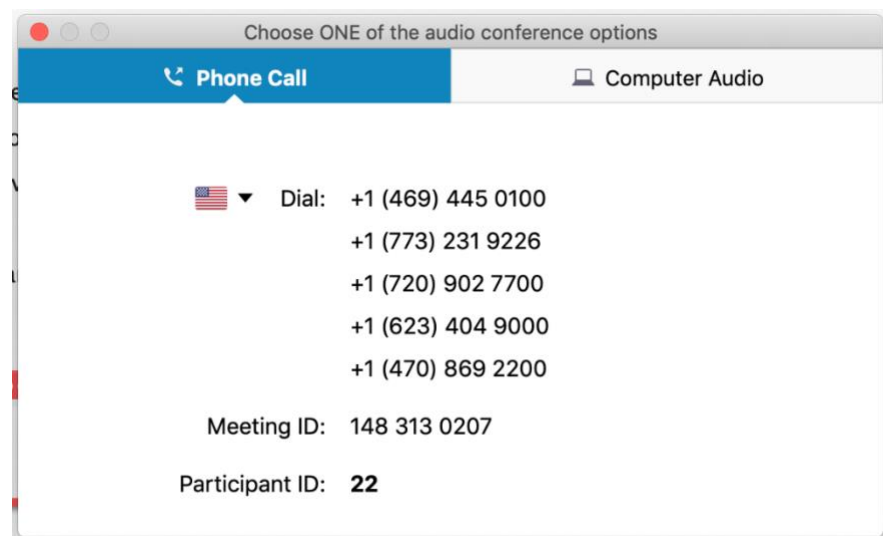 Choose ONE of the audio conference options
Phone Call
Computer Audio
Dial: +1 (469) 445 0100
+1 (773) 231 9226
+1 (720) 902 7700
+1 (623) 404 9000
+1 (470) 869 2200
Meeting ID: 148 313 0207
Participant ID: 22